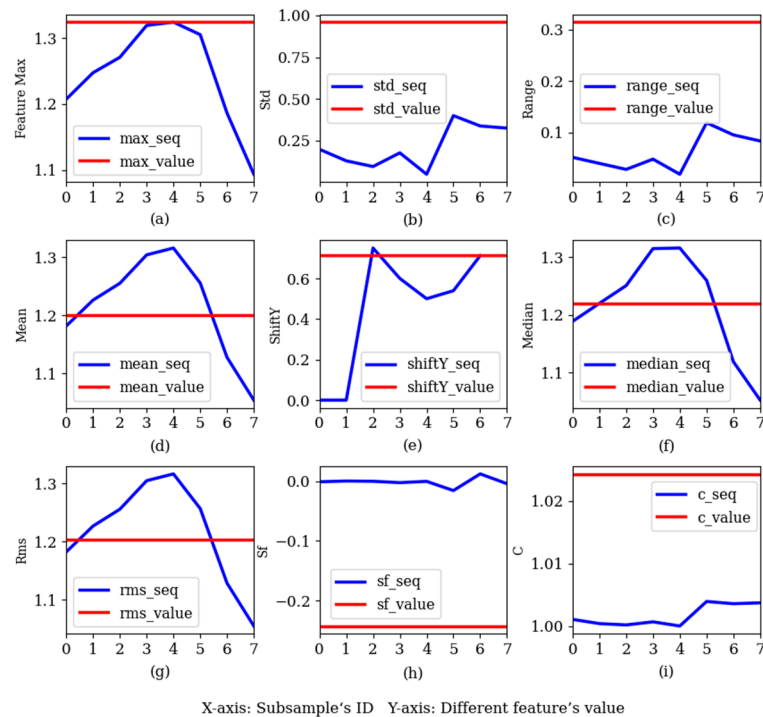 Feature Max
1.3
1.2
1.1
max_seq
max_value
0 1 2 3 4 5 6 7
(a)
Std
1.00
0.75
0.50
0.25
std_seq
std_value
0 1 2 3 4 5 6 7
(b)
Range
0.3
0.2
0.1
range_seq
range_value
0 1 2 3 4 5 6 7
(c)
Mean
1.3
1.2
1.1
mean_seq
mean_value
0 1 2 3 4 5 6 7
(d)
ShiftY
0.6
0.4
0.2
0.0
shiftY_seq
shiftY_value
0 1 2 3 4 5 6 7
(e)
Median
1.3
1.2
1.1
median_seq
median_value
0 1 2 3 4 5 6 7
(f)
Rms
1.3
1.2
1.1
rms_seq
rms_value
0 1 2 3 4 5 6 7
(g)
Sf
0.0
−0.1
−0.2
sf_seq
sf_value
0 1 2 3 4 5 6 7
(h)
C
1.02
1.01
1.00
c_seq
c_value
0 1 2 3 4 5 6 7
(i)
X-axis: Subsample‘s ID Y-axis: Different feature’s value